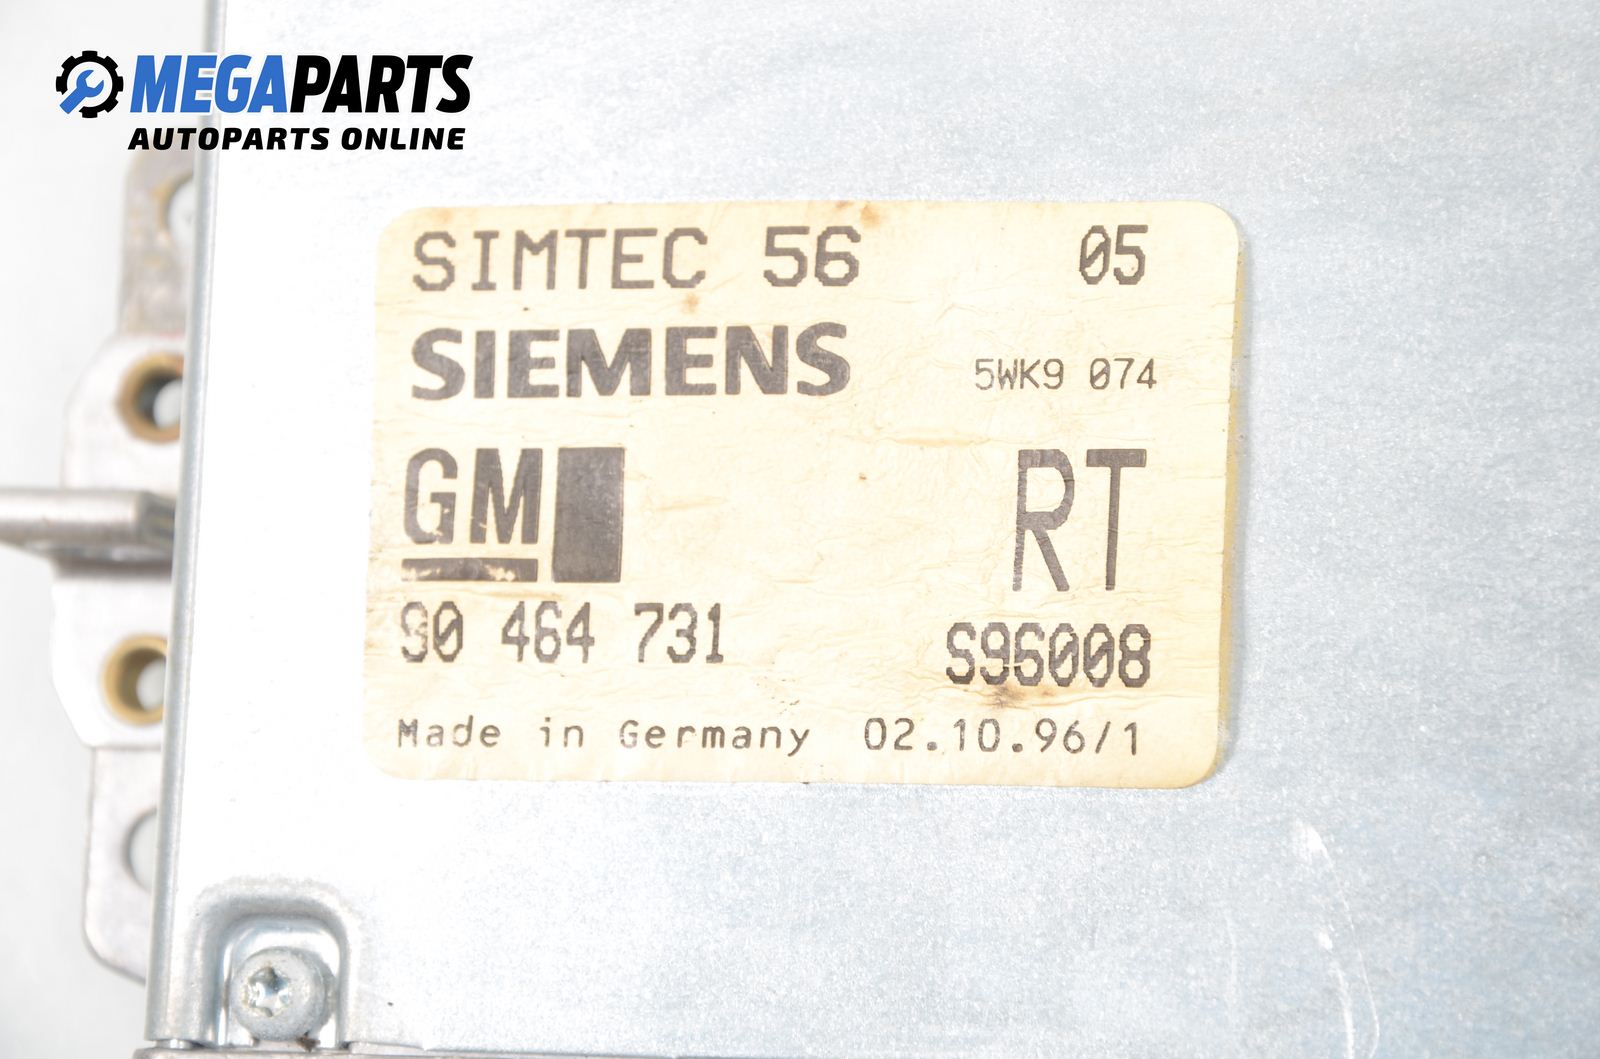 MEGAPARTS
AUTOPARTS ONLINE
SIMTEC 56 05
SIEMENS 5WK9 074
GM RT
90 464 731 S96008
Made in Germany 02.10.96/1